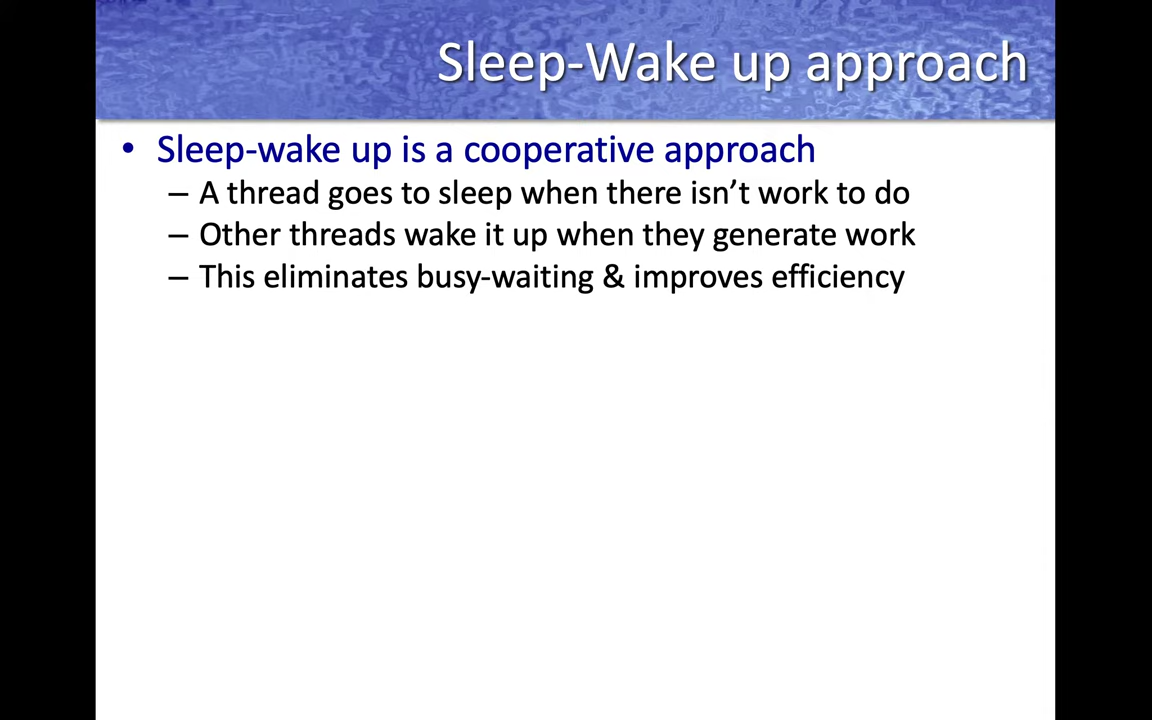 Sleep-Wake up approach
• Sleep-wake up is a cooperative approach
– A thread goes to sleep when there isn’t work to do
– Other threads wake it up when they generate work
– This eliminates busy-waiting & improves efficiency